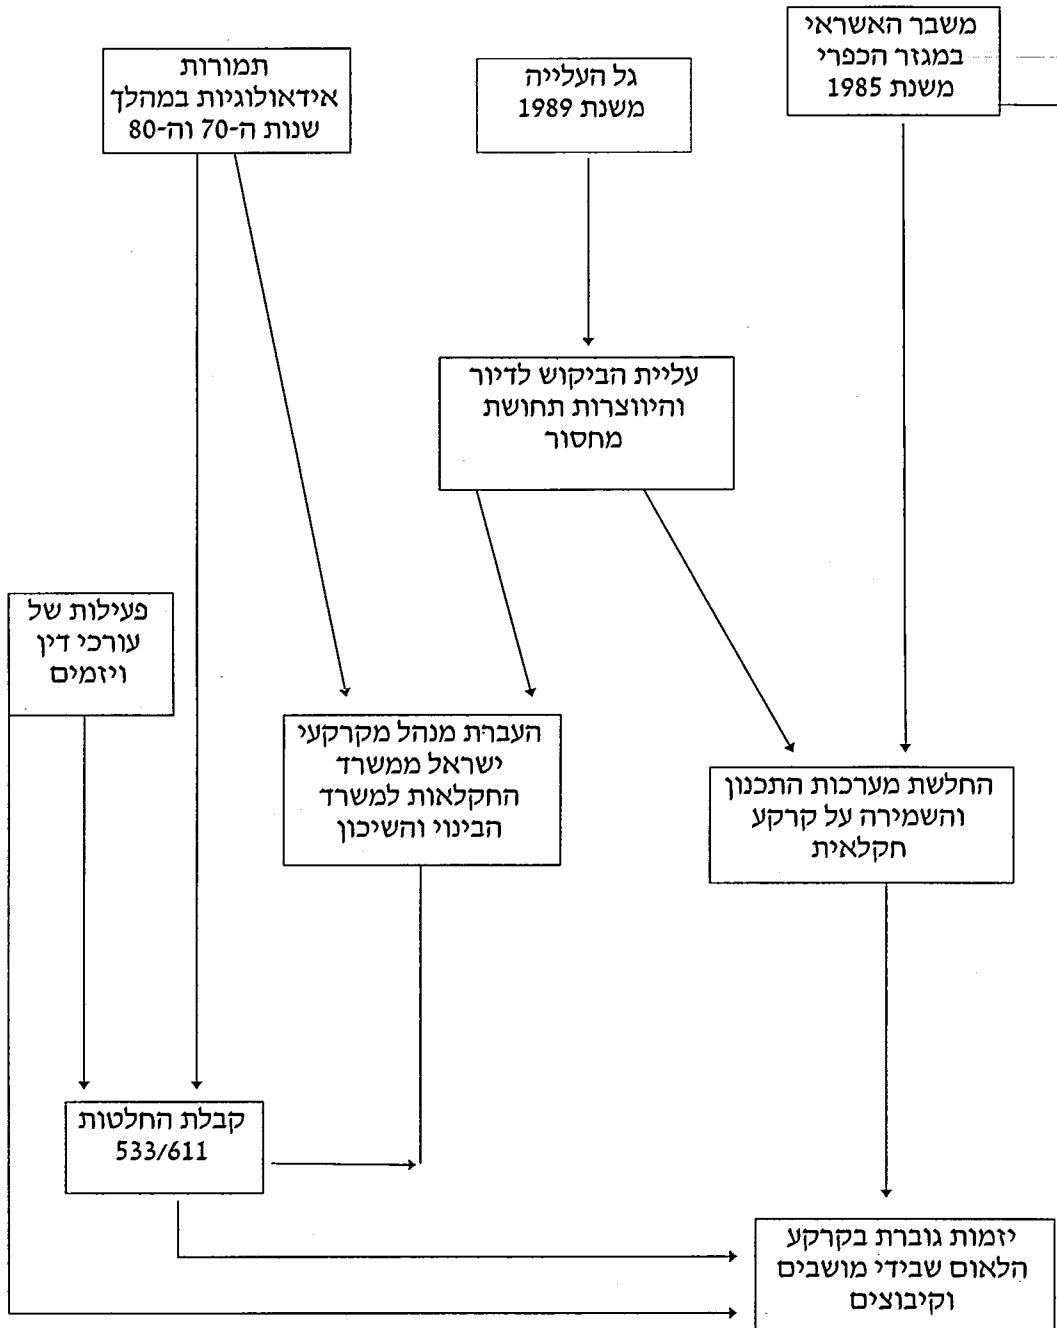 משבר האשראי
במגזר הכפרי
משנת 1985
גל העלייה
משנת 1989
תמורות
אידאולוגיות במהלך
שנות ה-70 וה-80
עליית הביקוש לדיור
והיווצרות תחושת
מחסור
פעילות של
עורכי דין
ויזמים
העברת מנהל מקרקעי
ישראל ממשרד
החקלאות למשרד
הבינוי והשיכון
החלשת מערכות התכנון
והשמירה על קרקע
חקלאית
קבלת החלטות
533/611
יזמות גוברת בקרקע
הלאום שבידי מושבים
וקיבוצים